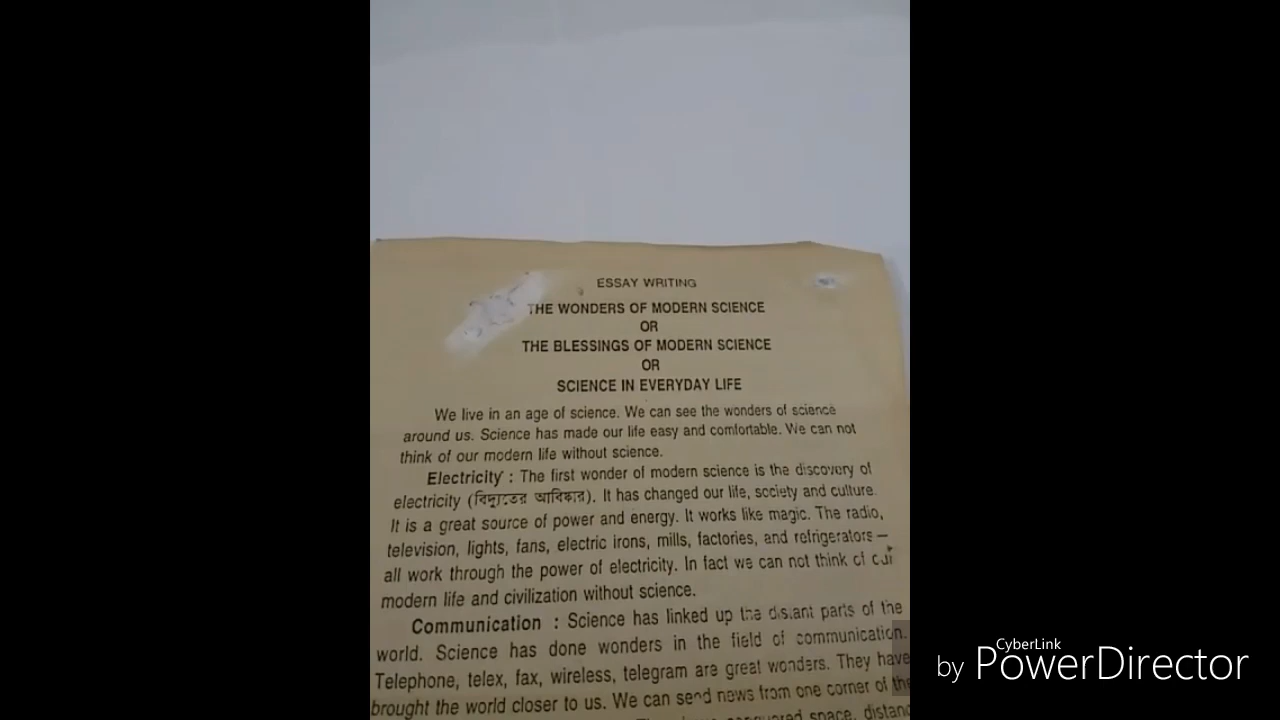 ESSAY WRITING
THE WONDERS OF MODERN SCIENCE
OR
THE BLESSINGS OF MODERN SCIENCE
OR
SCIENCE IN EVERYDAY LIFE
We live in an age of science. We can see the wonders of science
around us. Science has made our life easy and comfortable. We can not
think of our modern life without science.
Electricity : The first wonder of modern science is the discovery of
electricity (বিদ্যুতের আবিষ্কার). It has changed our life, society and culture.
It is a great source of power and energy. It works like magic. The radio,
television, lights, fans, electric irons, mills, factories, and refrigerators —
all work through the power of electricity. In fact we can not think of our
modern life and civilization without science.
Communication : Science has linked up the distant parts of the
world. Science has done wonders in the field of communication.
Telephone, telex, fax, wireless, telegram are great wonders. They have
brought the world closer to us. We can send news from one corner of the
conquered space, distanc
CyberLink
by PowerDirector